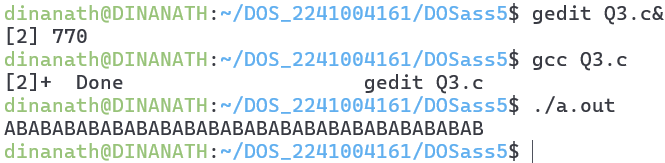 dinanath@DINANATH:~/DOS_2241004161/DOSass5$ gedit Q3.c&
[2] 770
dinanath@DINANATH:~/DOS_2241004161/DOSass5$ gcc Q3.c
[2]+  Done                    gedit Q3.c
dinanath@DINANATH:~/DOS_2241004161/DOSass5$ ./a.out
ABABABABABABABABABABABABABABABABABABABAB
dinanath@DINANATH:~/DOS_2241004161/DOSass5$